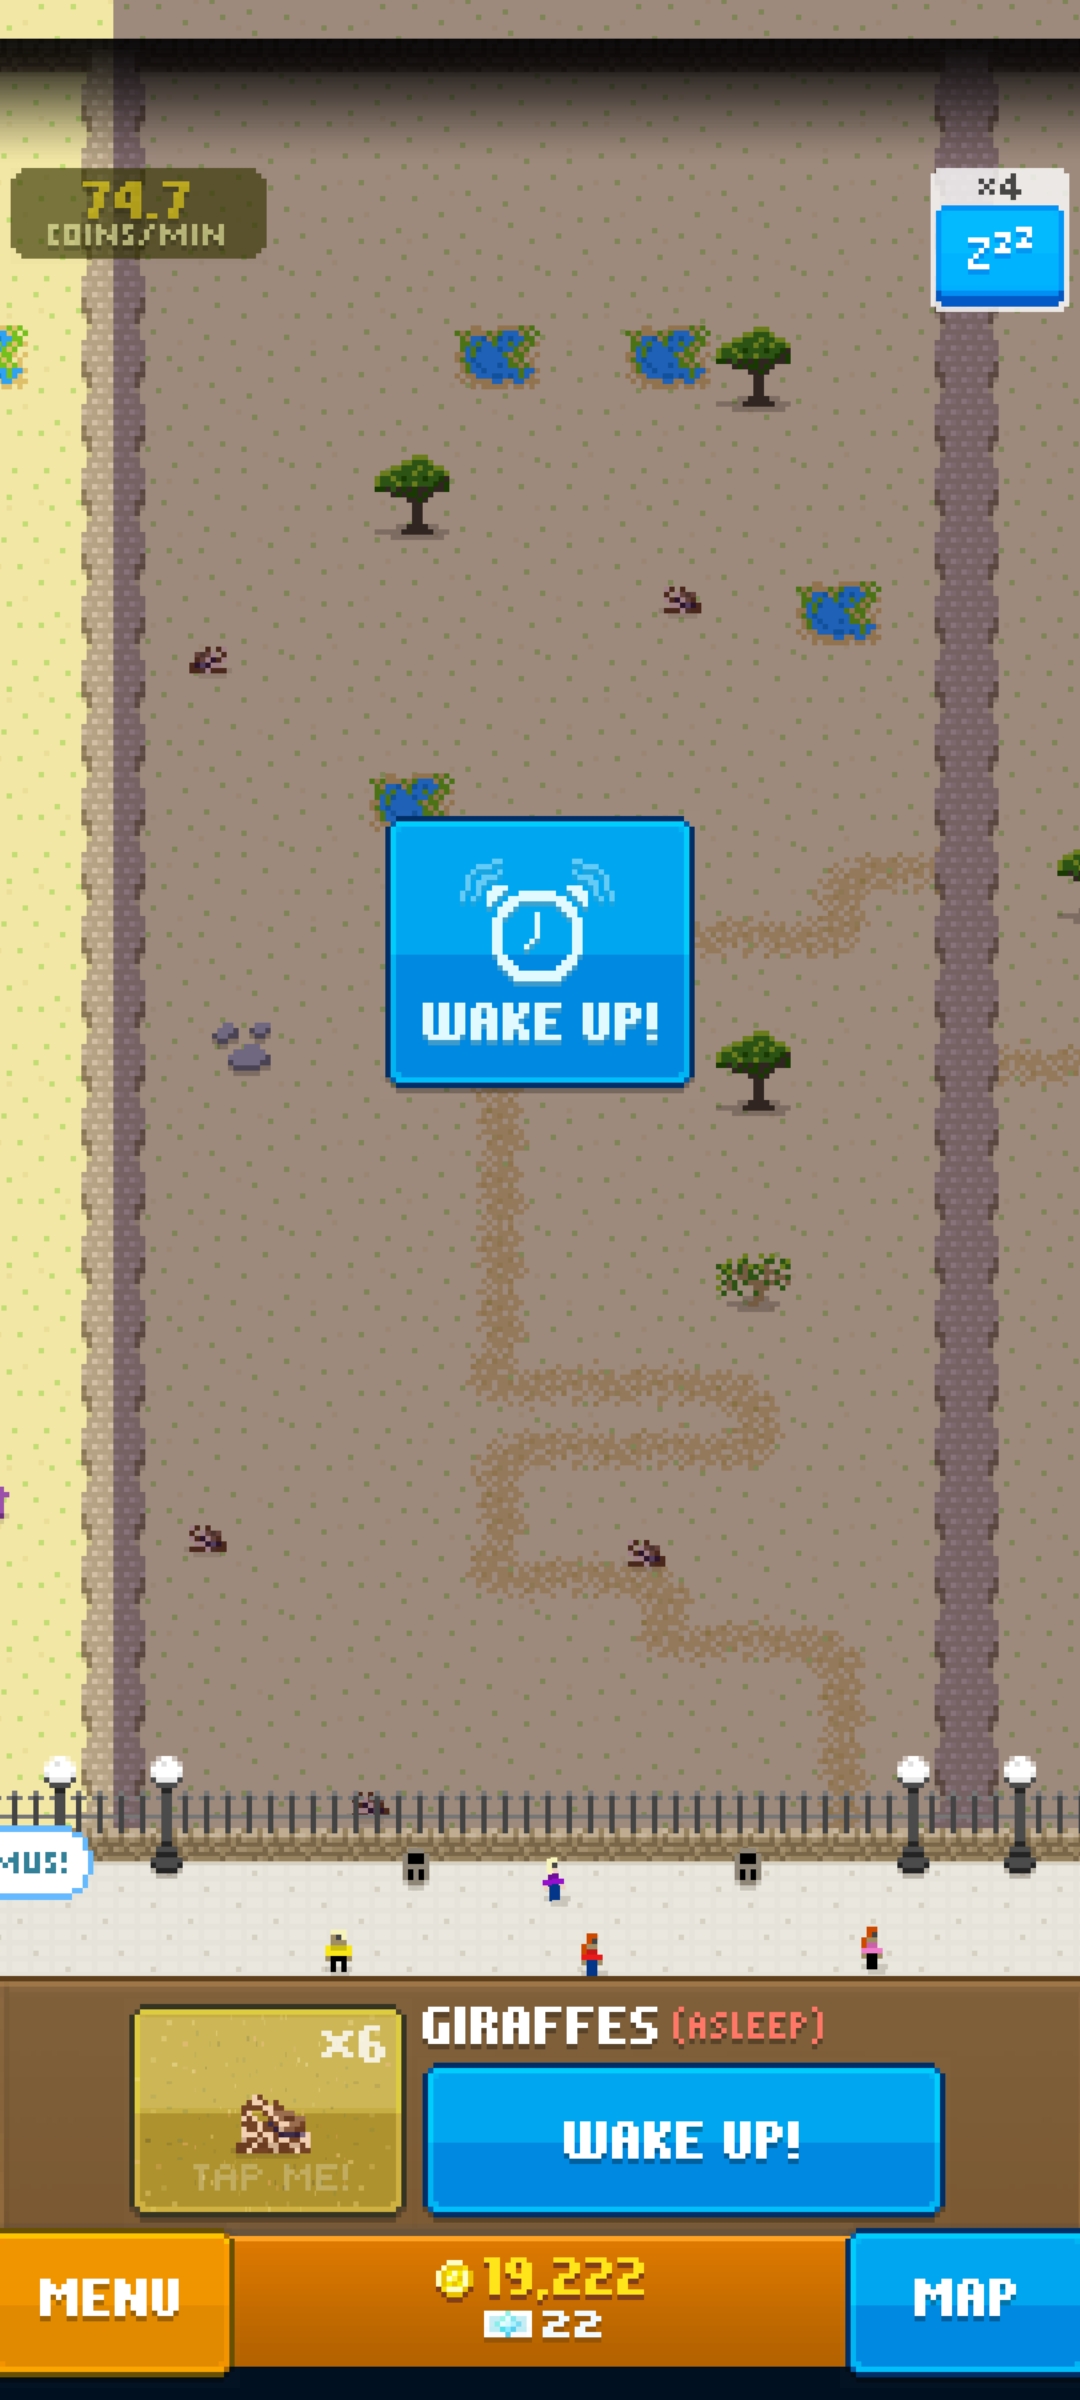 74.7
COINS/MIN
x4
zzz
WAKE UP!
MUS!
GIRAFFES (ASLEEP)
x6
WAKE UP!
TAP ME!
MENU
19,222
22
MAP